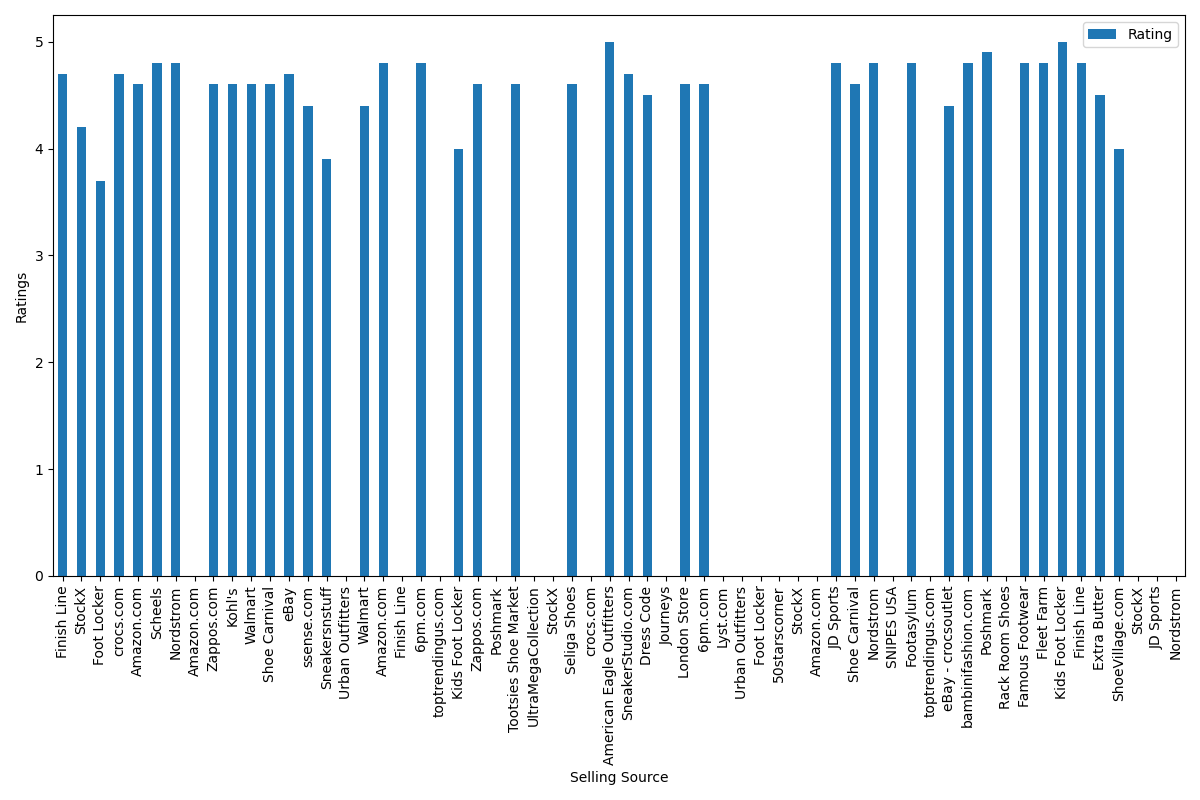 Rating
5
4
3
2
1
0
Ratings
Finish Line
StockX
Foot Locker
crocs.com
Amazon.com
Scheels
Nordstrom
Amazon.com
Zappos.com
Kohl's
Walmart
Shoe Carnival
eBay
ssense.com
Sneakersnstuff
Urban Outfitters
Walmart
Amazon.com
Finish Line
6pm.com
toptrendingus.com
Kids Foot Locker
Zappos.com
Poshmark
Tootsies Shoe Market
UltraMegaCollection
StockX
Seliga Shoes
crocs.com
American Eagle Outfitters
SneakerStudio.com
Dress Code
Journeys
London Store
6pm.com
Lyst.com
Urban Outfitters
Foot Locker
50starscorner
StockX
Amazon.com
JD Sports
Shoe Carnival
Nordstrom
SNIPES USA
Footasylum
toptrendingus.com
eBay - crocsoutlet
bambinifashion.com
Poshmark
Rack Room Shoes
Famous Footwear
Fleet Farm
Kids Foot Locker
Finish Line
Extra Butter
ShoeVillage.com
StockX
JD Sports
Nordstrom
Selling Source